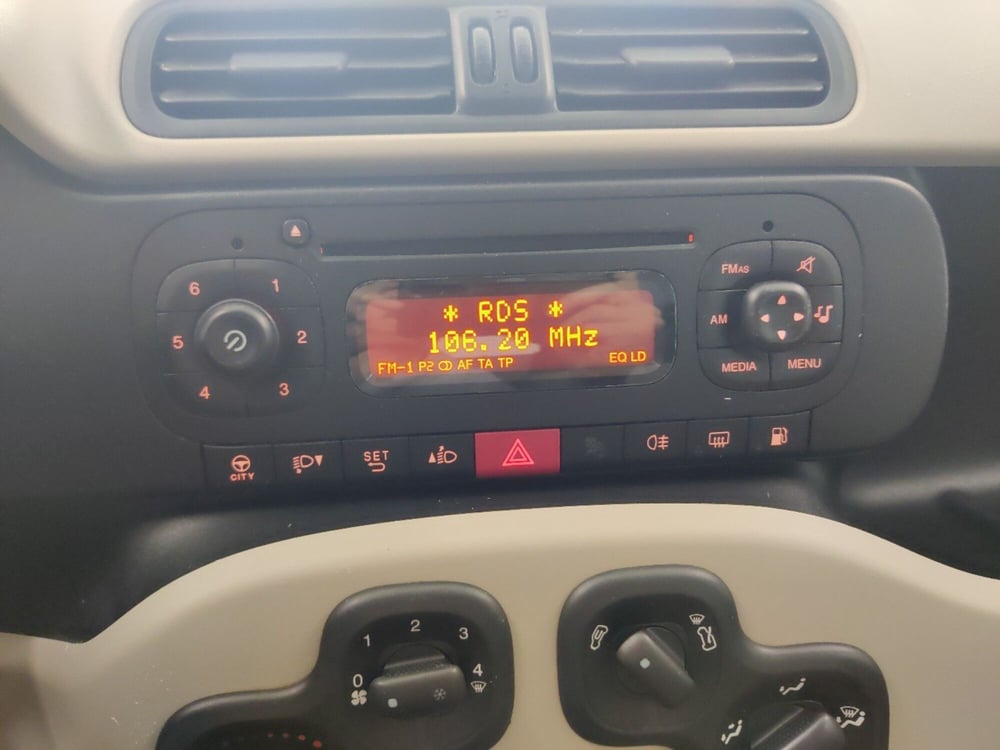 6 1
5 2
4 3
* RDS *
106.20 MHz
FM-1 P2 AF TA TP EQ LD
FMAS
AM
MEDIA MENU
CITY
SET
0 1 2 3 4